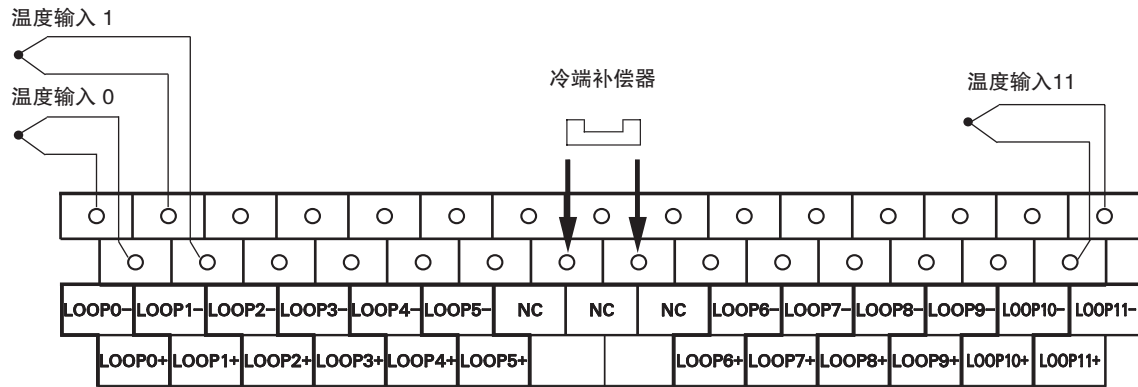 温度输入 1
冷端补偿器
温度输入11
温度输入 0
LOOP0- LOOP1- LOOP2- LOOP3- LOOP4- LOOP5- NC NC NC LOOP6- LOOP7- LOOP8- LOOP9- LOOP10- LOOP11-
LOOP0+ LOOP1+ LOOP2+ LOOP3+ LOOP4+ LOOP5+ LOOP6+ LOOP7+ LOOP8+ LOOP9+ LOOP10+ LOOP11+